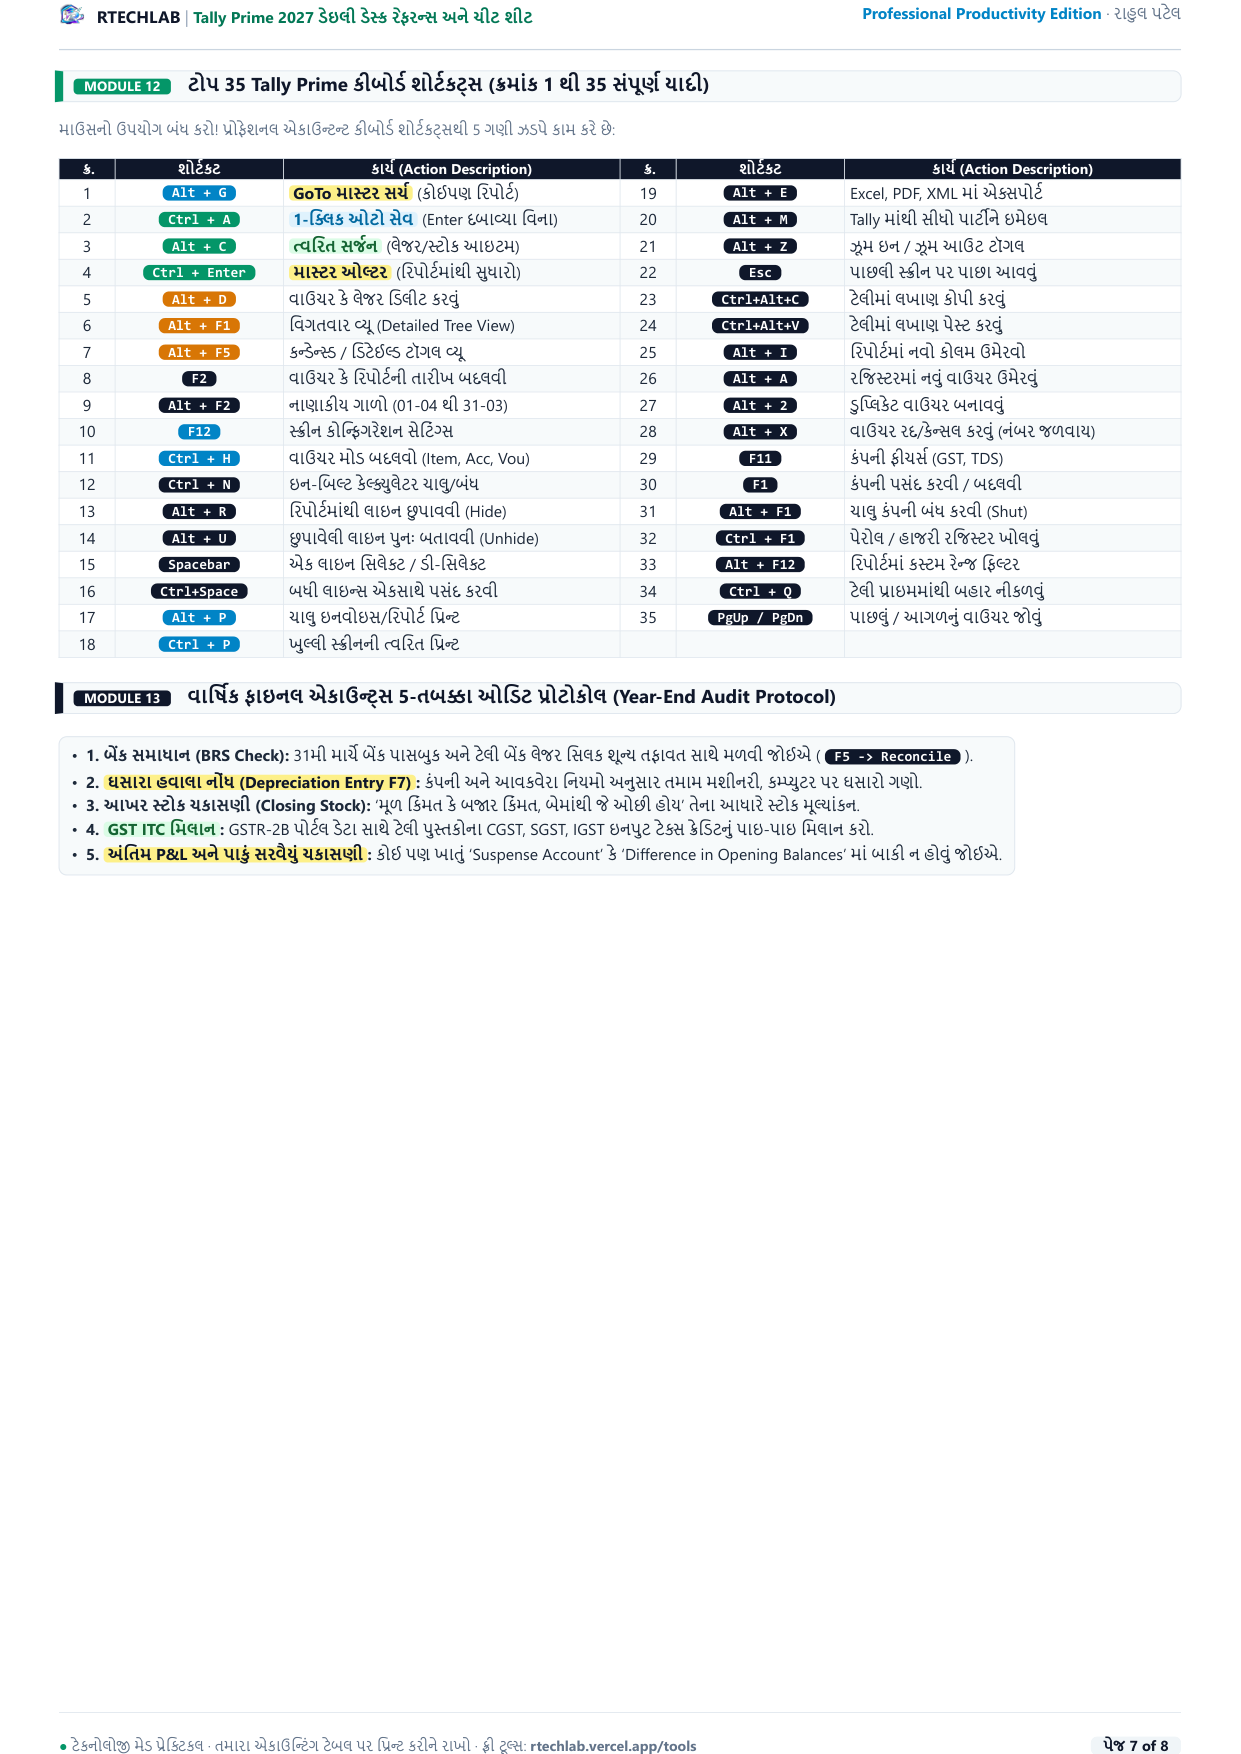 RTECHLAB | Tally Prime 2027 ડેઇલી ડેસ્ક રેફરન્સ અને ચીટ શીટ
Professional Productivity Edition · રાહુલ પટેલ
MODULE 12 ટોપ 35 Tally Prime કીબોર્ડ શોર્ટકટ્સ (ક્રમાંક 1 થી 35 સંપૂર્ણ યાદી)
માઉસનો ઉપયોગ બંધ કરો! પ્રોફેશનલ એકાઉન્ટન્ટ કીબોર્ડ શોર્ટકટ્સથી 5 ગણી ઝડપે કામ કરે છે:
ક્ર. શોર્ટકટ કાર્ય (Action Description) ક્ર. શોર્ટકટ કાર્ય (Action Description)
1 Alt + G GoTo માસ્ટર સર્ચ (કોઈપણ રિપોર્ટ) 19 Alt + E Excel, PDF, XML માં એક્સપોર્ટ
2 Ctrl + A 1-ક્લિક ઓટો સેવ (Enter દબાવ્યા વિના) 20 Alt + M Tally માંથી સીધો પાર્ટીને ઇમેઇલ
3 Alt + C ત્વરિત સર્જન (લેજર/સ્ટોક આઇટમ) 21 Alt + Z ઝૂમ ઇન / ઝૂમ આઉટ ટૉગલ
4 Ctrl + Enter માસ્ટર ઓલ્ટર (રિપોર્ટમાંથી સુધારો) 22 Esc પાછલી સ્ક્રીન પર પાછા આવવું
5 Alt + D વાઉચર કે લેજર ડિલીટ કરવું 23 Ctrl+Alt+C ટેલીમાં લખાણ કોપી કરવું
6 Alt + F1 વિગતવાર વ્યૂ (Detailed Tree View) 24 Ctrl+Alt+V ટેલીમાં લખાણ પેસ્ટ કરવું
7 Alt + F5 કન્ડેન્સ્ડ / ડિટેઈલ્ડ ટૉગલ વ્યૂ 25 Alt + I રિપોર્ટમાં નવો કોલમ ઉમેરવો
8 F2 વાઉચર કે રિપોર્ટની તારીખ બદલવી 26 Alt + A રજિસ્ટરમાં નવું વાઉચર ઉમેરવું
9 Alt + F2 નાણાકીય ગાળો (01-04 થી 31-03) 27 Alt + 2 ડુપ્લિકેટ વાઉચર બનાવવું
10 F12 સ્ક્રીન કોન્ફિગરેશન સેટિંગ્સ 28 Alt + X વાઉચર રદ/કેન્સલ કરવું (નંબર જળવાય)
11 Ctrl + H વાઉચર મોડ બદલવો (Item, Acc, Vou) 29 F11 કંપની ફીચર્સ (GST, TDS)
12 Ctrl + N ઇન-બિલ્ટ કેલ્ક્યુલેટર ચાલુ/બંધ 30 F1 કંપની પસંદ કરવી / બદલવી
13 Alt + R રિપોર્ટમાંથી લાઇન છુપાવવી (Hide) 31 Alt + F1 ચાલુ કંપની બંધ કરવી (Shut)
14 Alt + U છુપાવેલી લાઇન પુનઃ બતાવવી (Unhide) 32 Ctrl + F1 પેરોલ / હાજરી રજિસ્ટર ખોલવું
15 Spacebar એક લાઇન સિલેક્ટ / ડી-સિલેક્ટ 33 Alt + F12 રિપોર્ટમાં કસ્ટમ રેન્જ ફિલ્ટર
16 Ctrl+Space બધી લાઇન્સ એકસાથે પસંદ કરવી 34 Ctrl + Q ટેલી પ્રાઇમમાંથી બહાર નીકળવું
17 Alt + P ચાલુ ઇનવોઇસ/રિપોર્ટ પ્રિન્ટ 35 PgUp / PgDn પાછલું / આગળનું વાઉચર જોવું
18 Ctrl + P ખુલ્લી સ્ક્રીનની ત્વરિત પ્રિન્ટ
MODULE 13 વાર્ષિક ફાઇનલ એકાઉન્ટ્સ 5-તબક્કા ઓડિટ પ્રોટોકોલ (Year-End Audit Protocol)
• 1. બેંક સમાધાન (BRS Check): 31મી માર્ચે બેંક પાસબુક અને ટેલી બેંક લેજર સિલક શૂન્ય તફાવત સાથે મળવી જોઈએ ( F5 -> Reconcile ).
• 2. ઘસારા હવાલા નોંધ (Depreciation Entry F7) : કંપની અને આવકવેરા નિયમો અનુસાર તમામ મશીનરી, કમ્પ્યુટર પર ઘસારો ગણો.
• 3. આખર સ્ટોક ચકાસણી (Closing Stock): ‘મૂળ કિંમત કે બજાર કિંમત, બેમાંથી જે ઓછી હોય’ તેના આધારે સ્ટોક મૂલ્યાંકન.
• 4. GST ITC મિલાન : GSTR-2B પોર્ટલ ડેટા સાથે ટેલી પુસ્તકોના CGST, SGST, IGST ઇનપુટ ટેક્સ ક્રેડિટનું પાઇ-પાઇ મિલાન કરો.
• 5. અંતિમ P&L અને પાકું સરવૈયું ચકાસણી : કોઈ પણ ખાતું ‘Suspense Account’ કે ‘Difference in Opening Balances’ માં બાકી ન હોવું જોઈએ.
● ટેકનોલોજી મેડ પ્રેક્ટિકલ · તમારા એકાઉન્ટિંગ ટેબલ પર પ્રિન્ટ કરીને રાખો · ફ્રી ટૂલ્સ: rtechlab.vercel.app/tools
પેજ 7 of 8